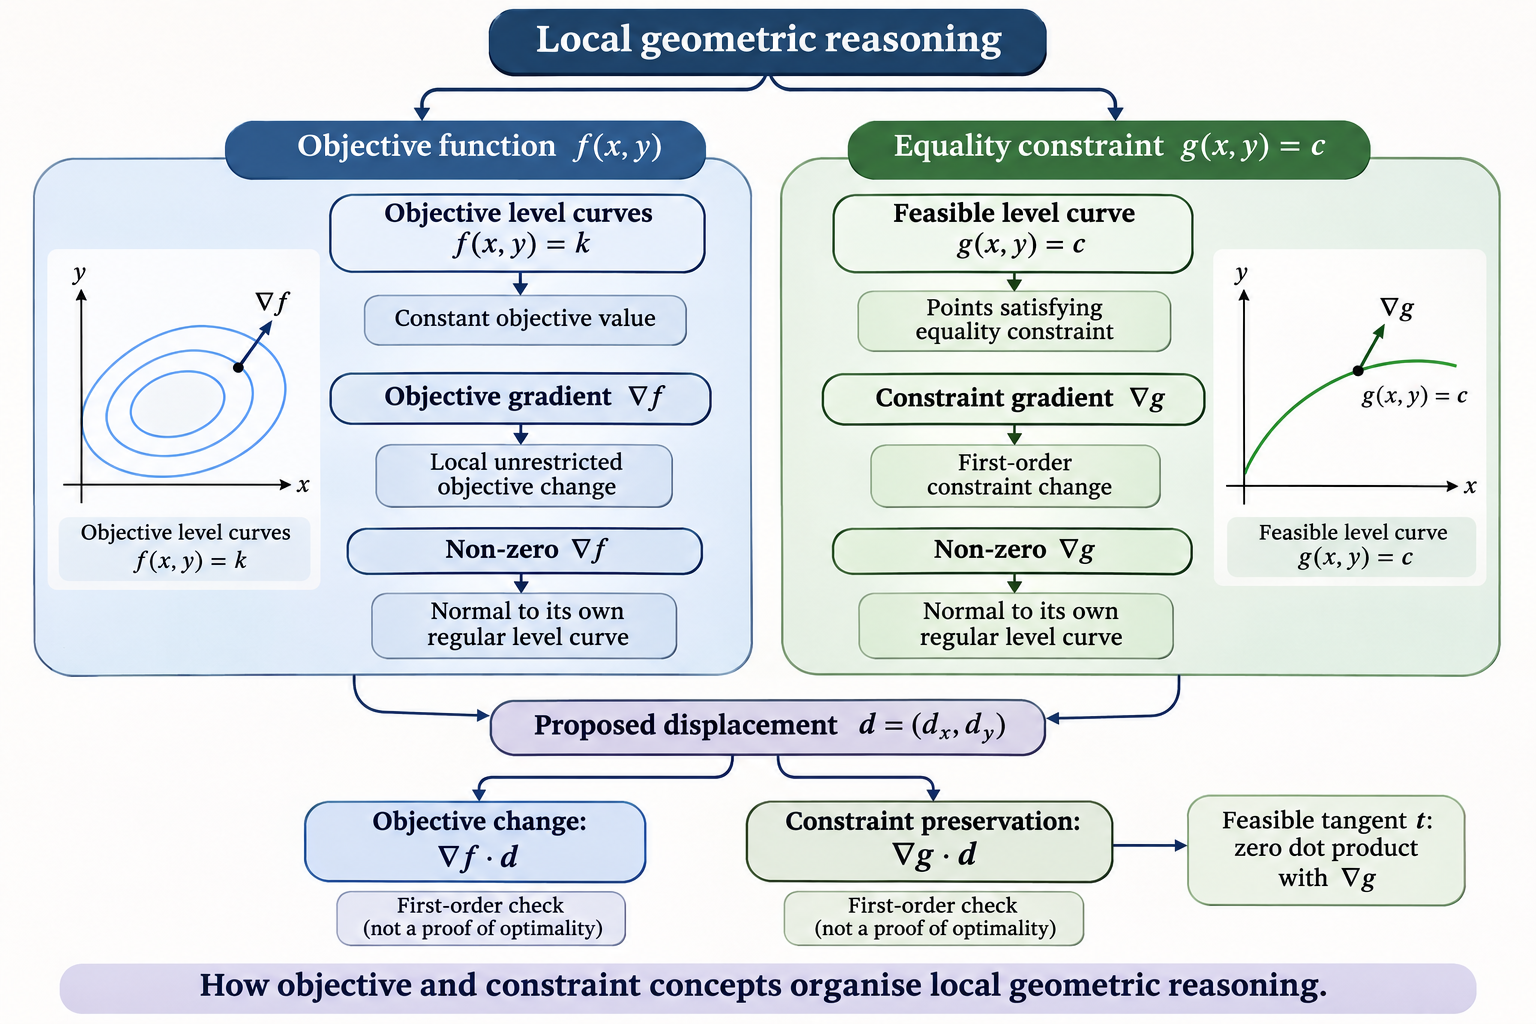 Local geometric reasoning
Objective function f(x, y)
Objective level curves
f(x, y) = k
Constant objective value
Objective gradient ∇f
Local unrestricted
objective change
Non-zero ∇f
Normal to its own
regular level curve
y
∇f
x
Objective level curves
f(x, y) = k
Equality constraint g(x, y) = c
Feasible level curve
g(x, y) = c
Points satisfying
equality constraint
Constraint gradient ∇g
First-order
constraint change
Non-zero ∇g
Normal to its own
regular level curve
y
∇g
g(x, y) = c
x
Feasible level curve
g(x, y) = c
Proposed displacement d = (dₓ, d_y)
Objective change:
∇f · d
First-order check
(not a proof of optimality)
Constraint preservation:
∇g · d
First-order check
(not a proof of optimality)
Feasible tangent t:
zero dot product
with ∇g
How objective and constraint concepts organise local geometric reasoning.